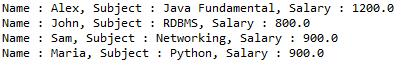 Name : Alex, Subject : Java Fundamental, Salary : 1200.0
Name : John, Subject : RDBMS, Salary : 800.0
Name : Sam, Subject : Networking, Salary : 900.0
Name : Maria, Subject : Python, Salary : 900.0